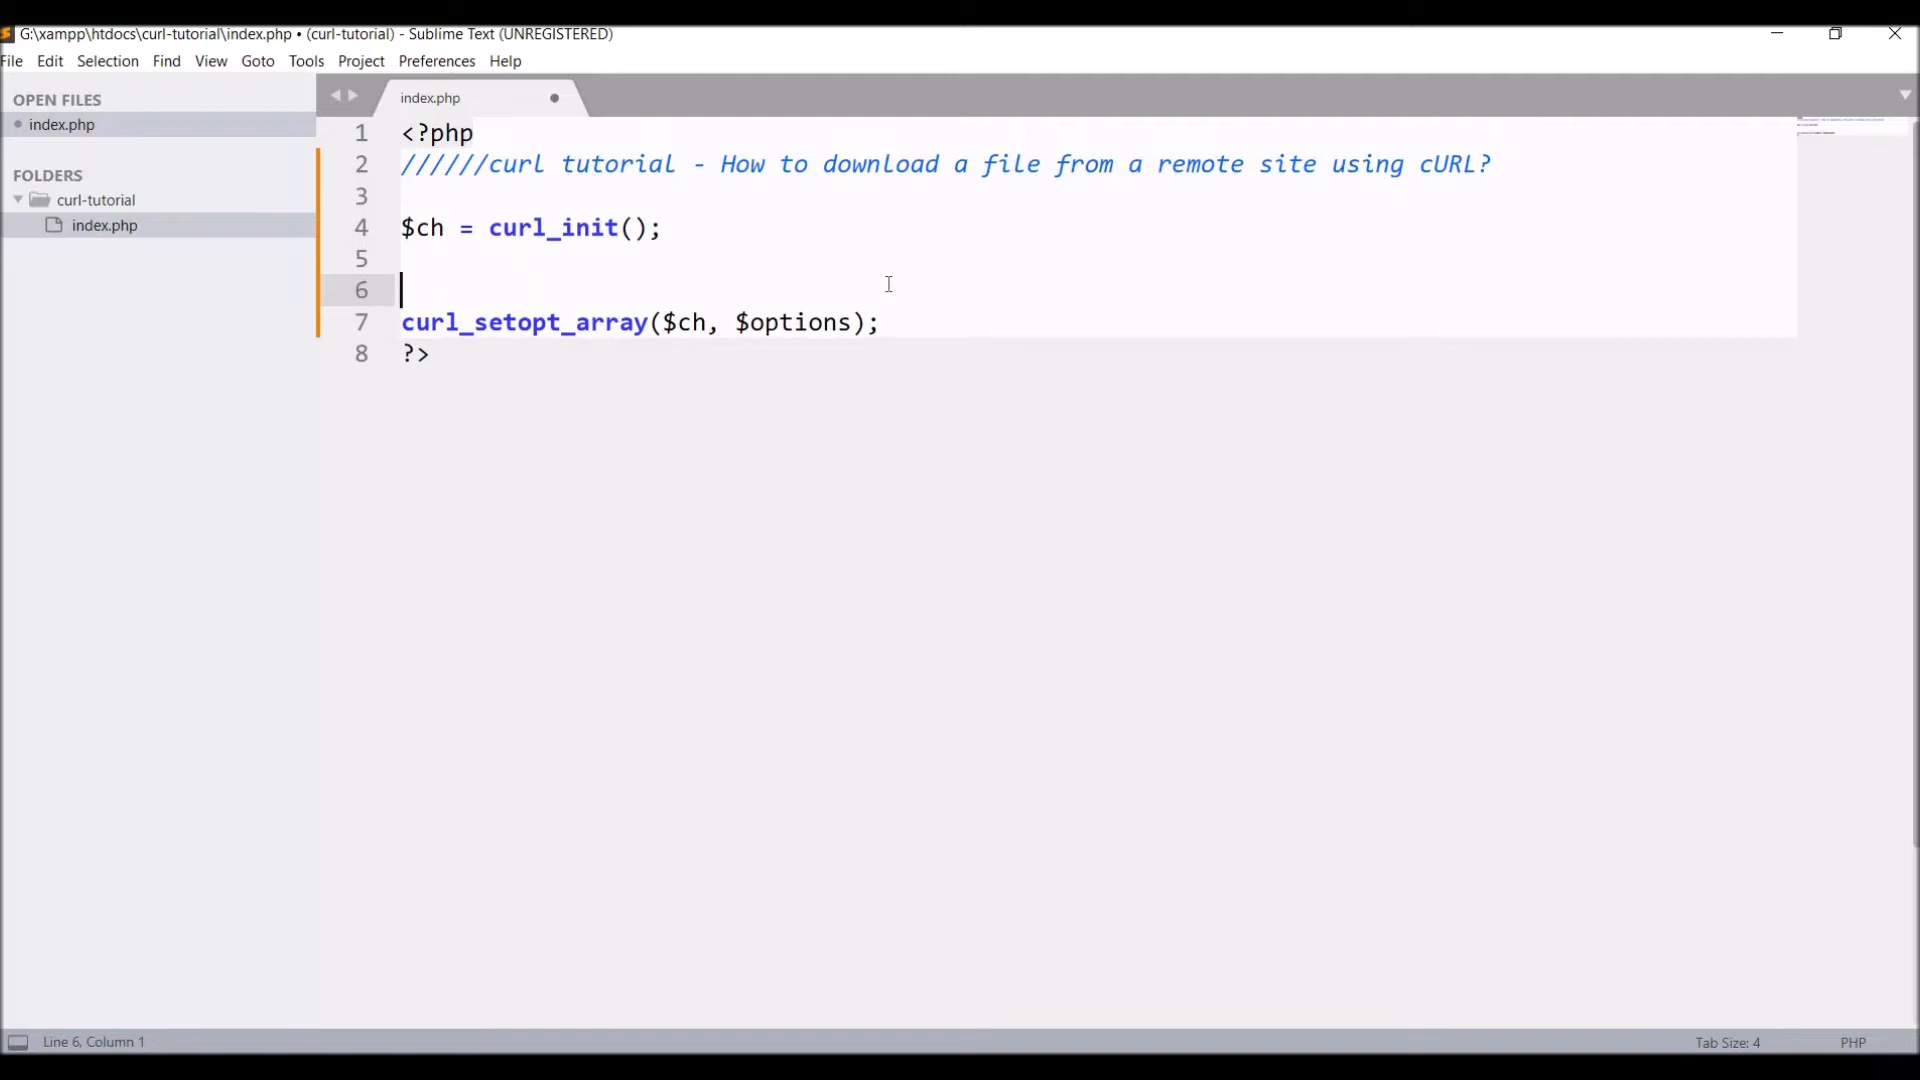 G:\xampp\htdocs\curl-tutorial\index.php • (curl-tutorial) - Sublime Text (UNREGISTERED)
File Edit Selection Find View Goto Tools Project Preferences Help
OPEN FILES
index.php
FOLDERS
curl-tutorial
index.php
index.php
1 <?php
2 //////curl tutorial - How to download a file from a remote site using cURL?
3
4 $ch = curl_init();
5
6
7 curl_setopt_array($ch, $options);
8 ?>
Line 6, Column 1
Tab Size: 4
PHP